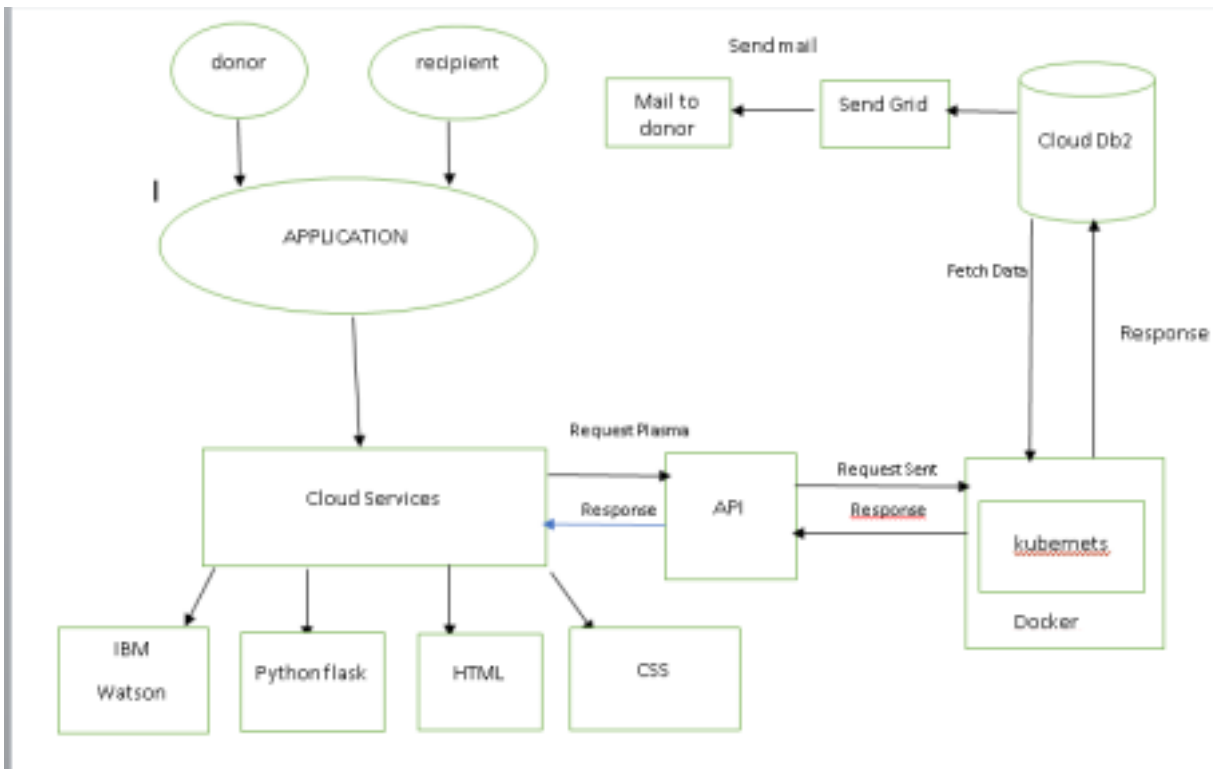 donor
recipient
Send mail
Mail to
donor
Send Grid
Cloud Db2
APPLICATION
Fetch Data
Response
Request Plasma
Cloud Services
Response
API
Request Sent
Response
kubernets
Docker
IBM
Watson
Python flask
HTML
CSS